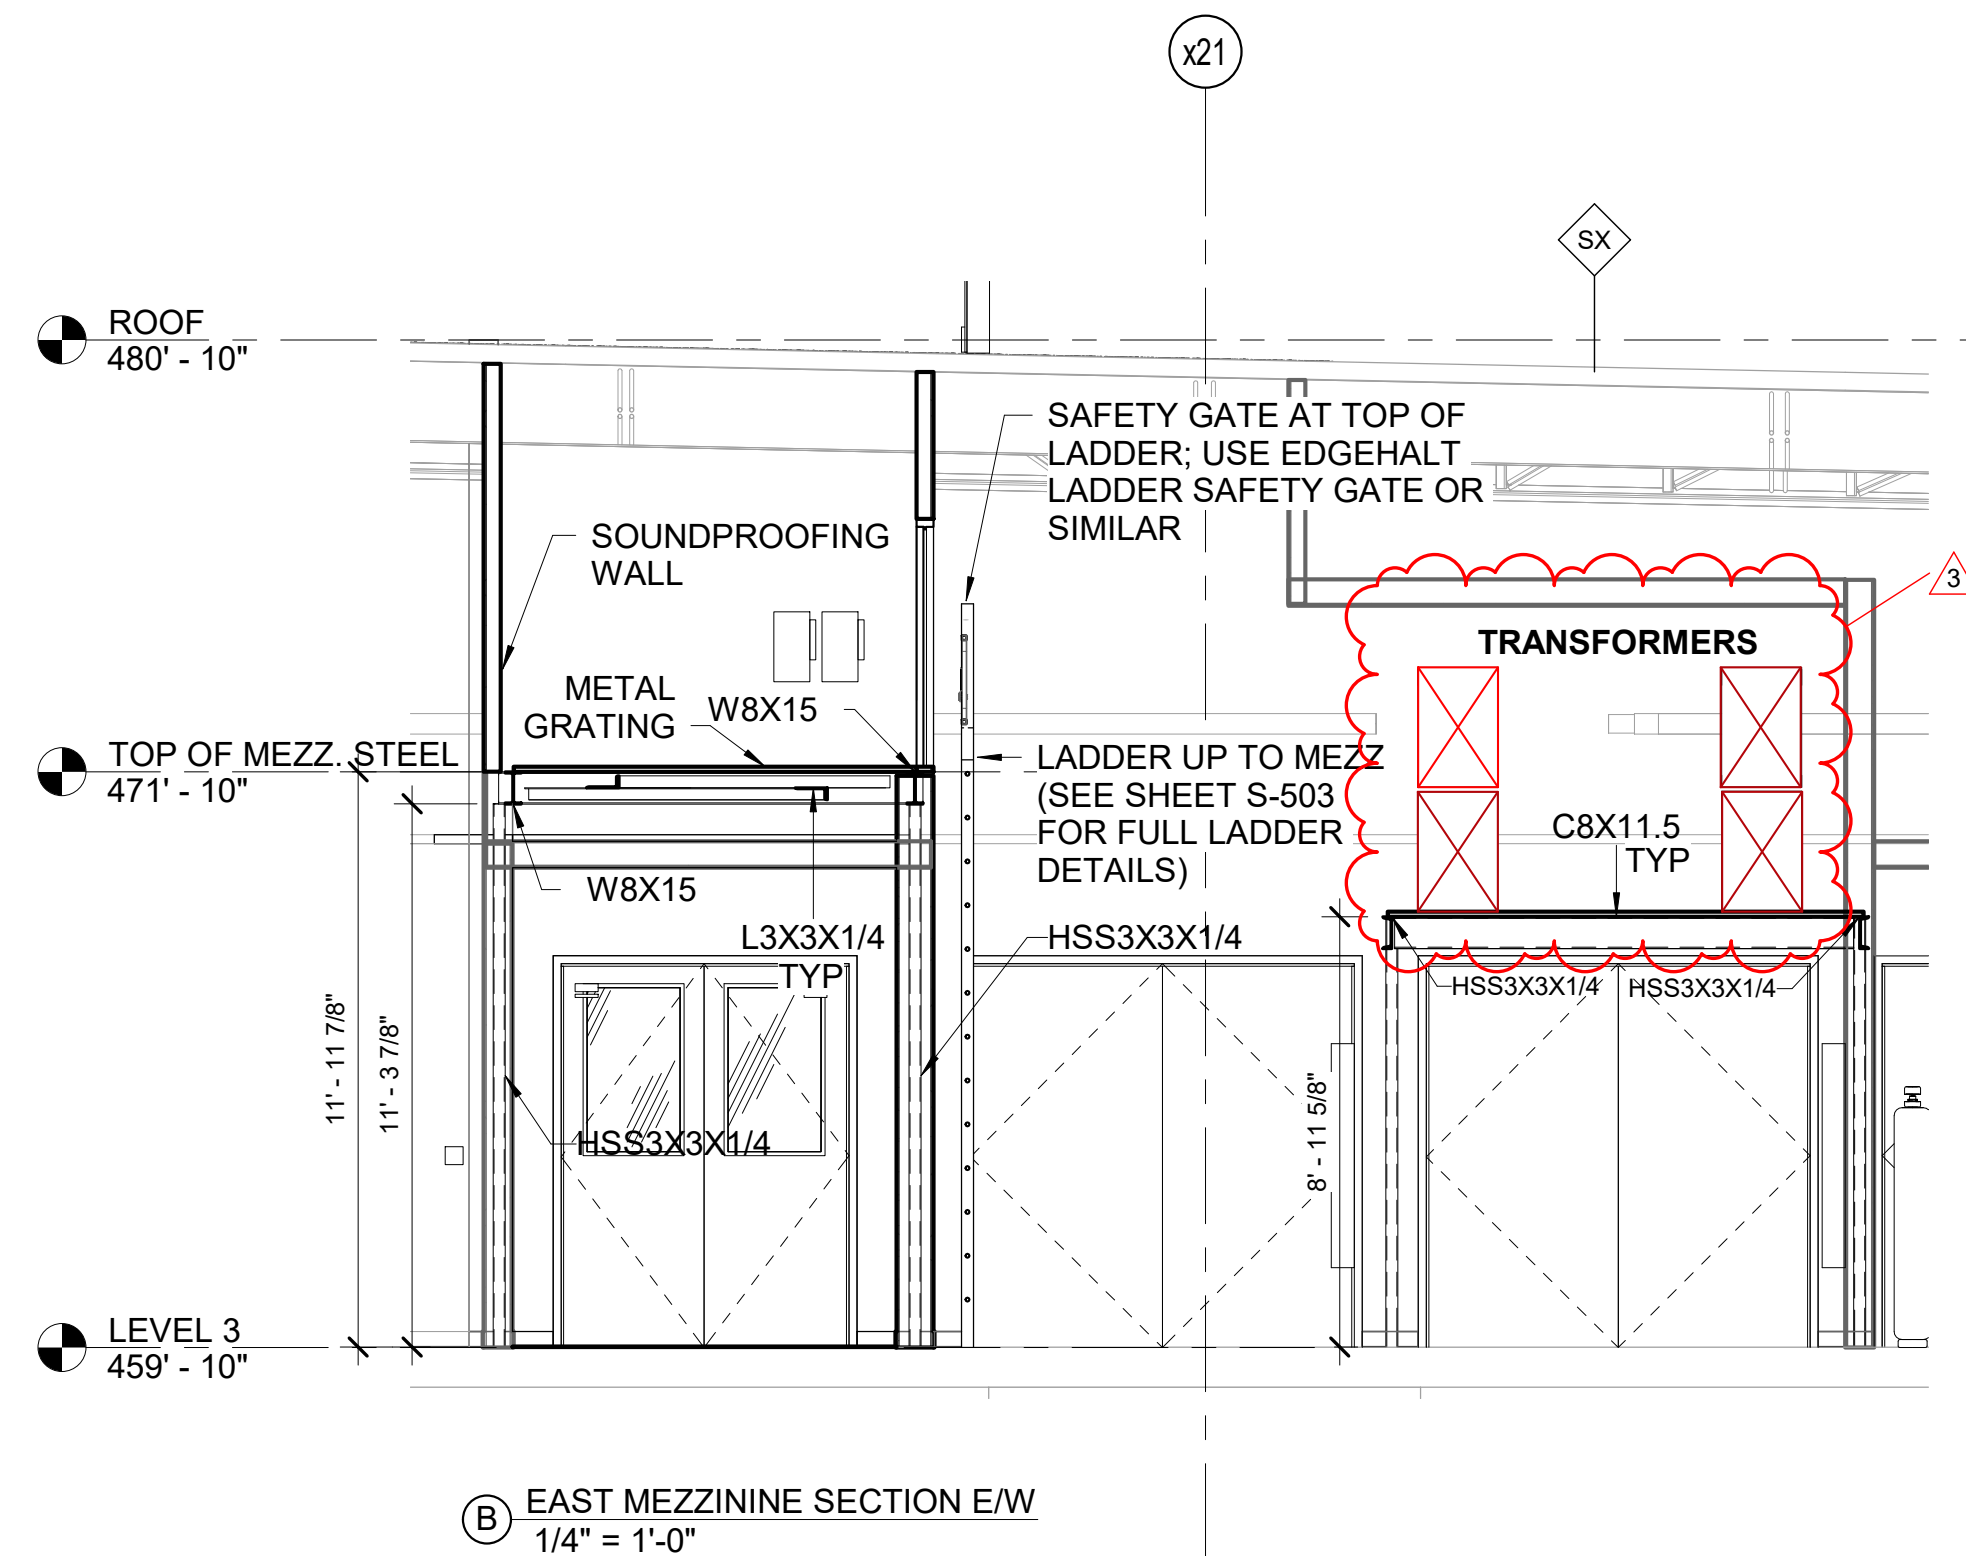 x21
SX
ROOF
480' - 10"
SAFETY GATE AT TOP OF
LADDER; USE EDGEHALT
LADDER SAFETY GATE OR
SIMILAR
SOUNDPROOFING
WALL
3
TRANSFORMERS
METAL
GRATING
W8X15
TOP OF MEZZ. STEEL
471' - 10"
LADDER UP TO MEZZ
(SEE SHEET S-503
FOR FULL LADDER
DETAILS)
C8X11.5
TYP
W8X15
L3X3X1/4
TYP
HSS3X3X1/4
HSS3X3X1/4
HSS3X3X1/4
11' - 11 7/8"
11' - 3 7/8"
8' - 11 5/8"
HSS3X3X1/4
LEVEL 3
459' - 10"
B
EAST MEZZININE SECTION E/W
1/4" = 1'-0"